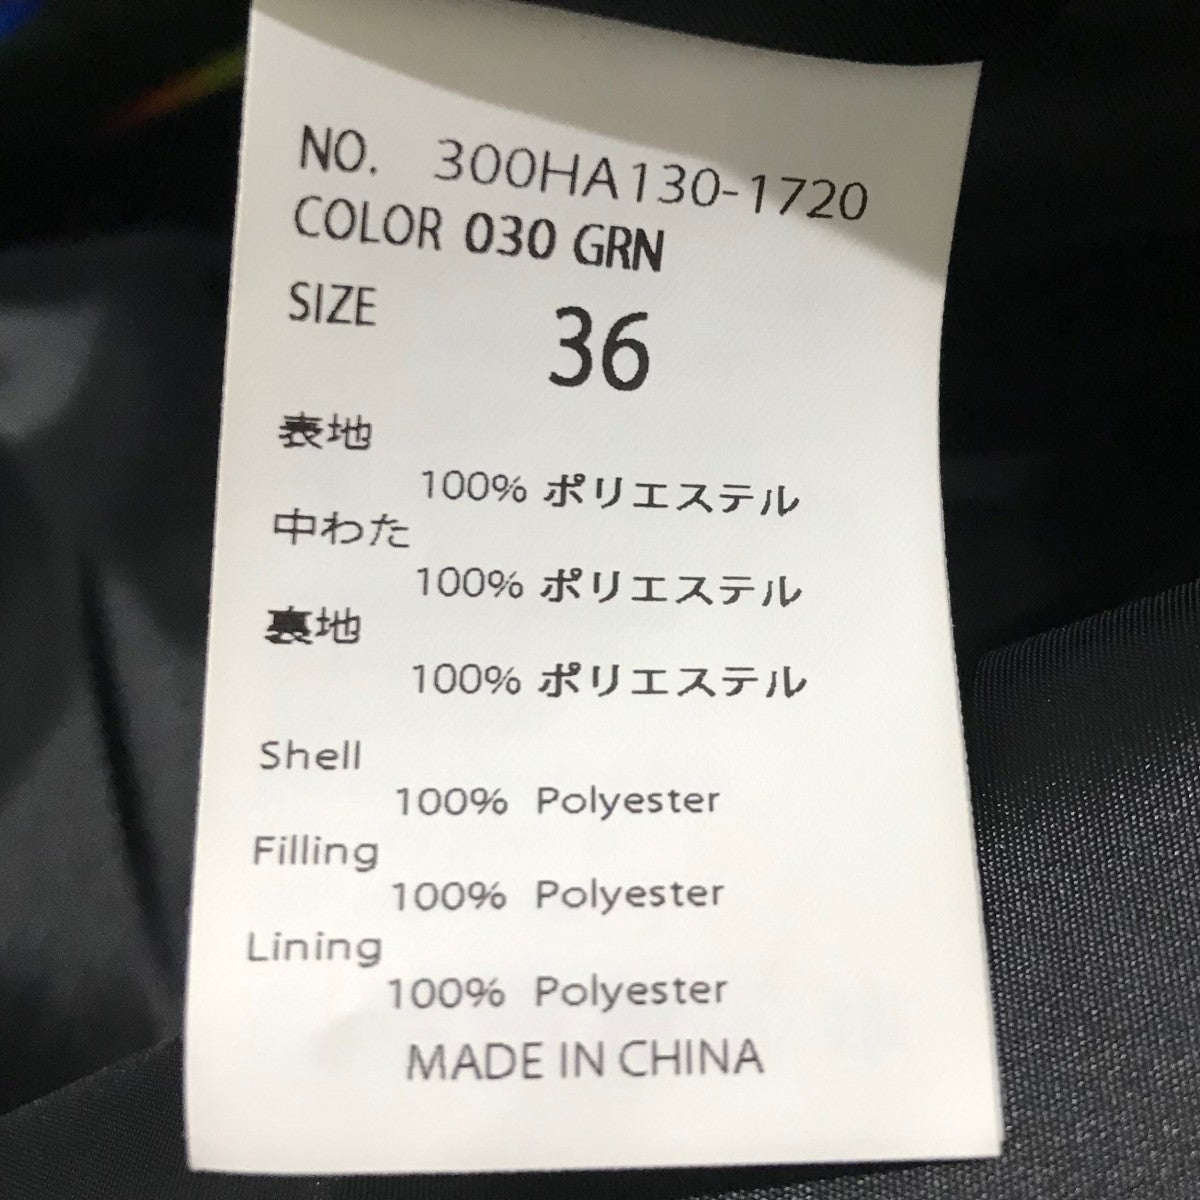 NO. 300HA130-1720
COLOR 030 GRN
SIZE 36
表地
100% ポリエステル
中わた
100% ポリエステル
裏地
100% ポリエステル
Shell
100% Polyester
Filling
100% Polyester
Lining
100% Polyester
MADE IN CHINA